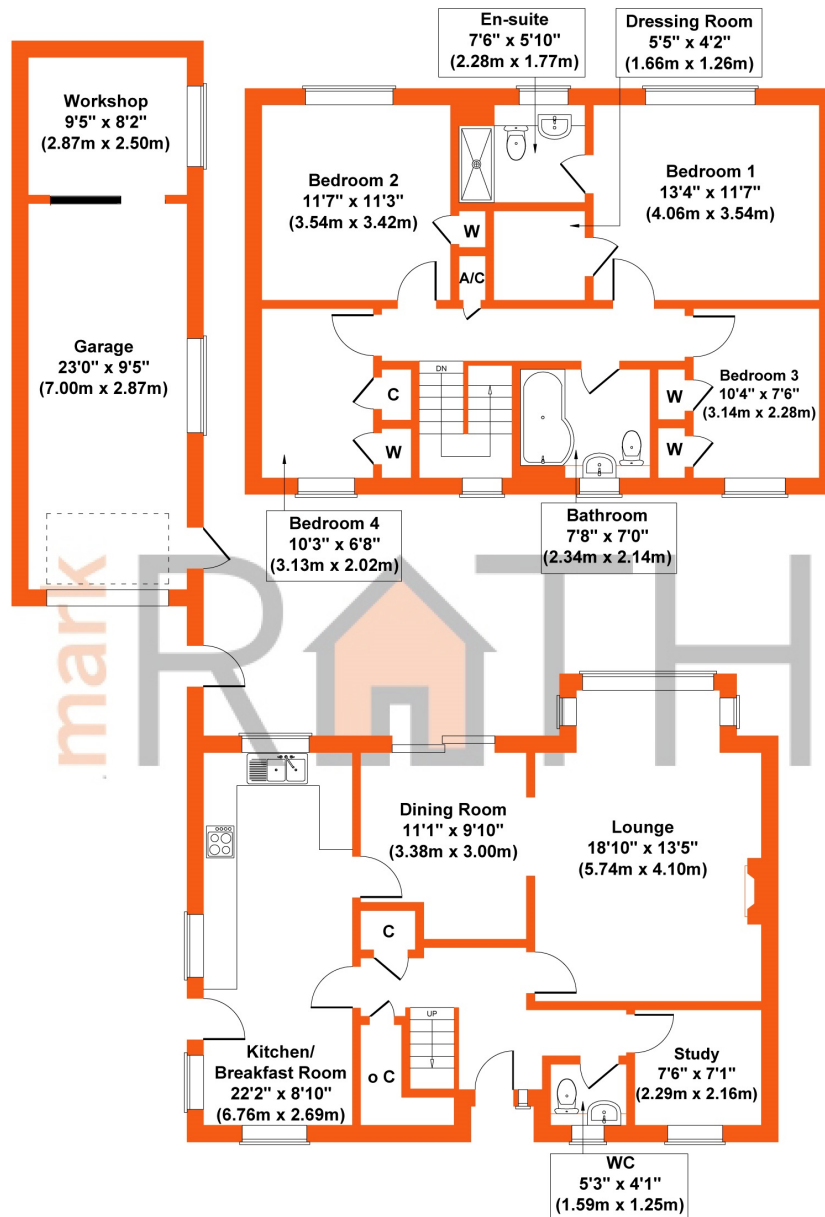 En-suite
7'6" x 5'10"
(2.28m x 1.77m)
Dressing Room
5'5" x 4'2"
(1.66m x 1.26m)
Workshop
9'5" x 8'2"
(2.87m x 2.50m)
Bedroom 2
11'7" x 11'3"
(3.54m x 3.42m)
Bedroom 1
13'4" x 11'7"
(4.06m x 3.54m)
W
A/C
Garage
23'0" x 9'5"
(7.00m x 2.87m)
DN
C
W
Bedroom 3
10'4" x 7'6"
(3.14m x 2.28m)
W
W
Bedroom 4
10'3" x 6'8"
(3.13m x 2.02m)
Bathroom
7'8" x 7'0"
(2.34m x 2.14m)
mark
R TH
Dining Room
11'1" x 9'10"
(3.38m x 3.00m)
Lounge
18'10" x 13'5"
(5.74m x 4.10m)
C
UP
o C
Kitchen/
Breakfast Room
22'2" x 8'10"
(6.76m x 2.69m)
Study
7'6" x 7'1"
(2.29m x 2.16m)
WC
5'3" x 4'1"
(1.59m x 1.25m)